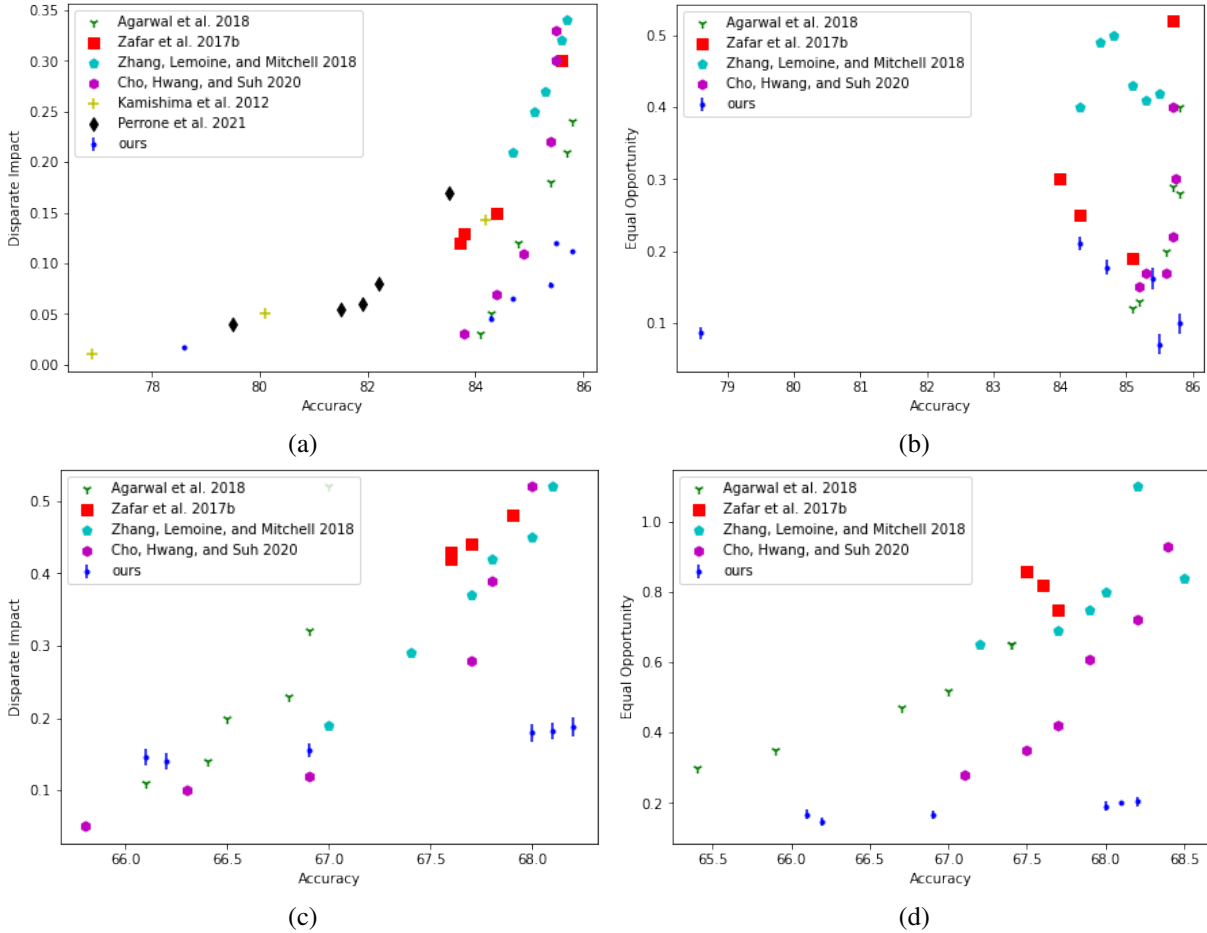 Agarwal et al. 2018
Zafar et al. 2017b
Zhang, Lemoine, and Mitchell 2018
Cho, Hwang, and Suh 2020
Kamishima et al. 2012
Perrone et al. 2021
ours
Disparate Impact
0.35
0.30
0.25
0.20
0.15
0.10
0.05
0.00
78
80
82
84
86
Accuracy
(a)
Agarwal et al. 2018
Zafar et al. 2017b
Zhang, Lemoine, and Mitchell 2018
Cho, Hwang, and Suh 2020
ours
Equal Opportunity
0.5
0.4
0.3
0.2
0.1
79
80
81
82
83
84
85
86
Accuracy
(b)
Agarwal et al. 2018
Zafar et al. 2017b
Zhang, Lemoine, and Mitchell 2018
Cho, Hwang, and Suh 2020
ours
Disparate Impact
0.5
0.4
0.3
0.2
0.1
66.0
66.5
67.0
67.5
68.0
Accuracy
(c)
Agarwal et al. 2018
Zafar et al. 2017b
Zhang, Lemoine, and Mitchell 2018
Cho, Hwang, and Suh 2020
ours
Equal Opportunity
1.0
0.8
0.6
0.4
0.2
65.5
66.0
66.5
67.0
67.5
68.0
68.5
Accuracy
(d)